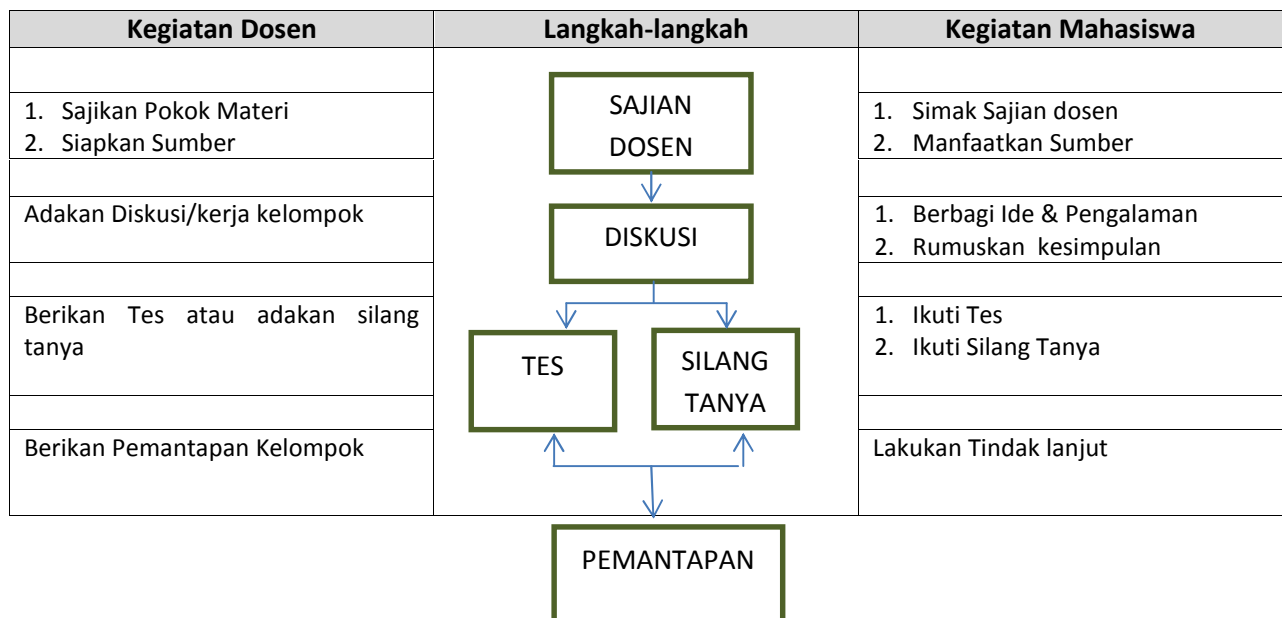 Kegiatan Dosen
Langkah-langkah
Kegiatan Mahasiswa
1. Sajikan Pokok Materi
2. Siapkan Sumber
SAJIAN
DOSEN
1. Simak Sajian dosen
2. Manfaatkan Sumber
Adakan Diskusi/kerja kelompok
DISKUSI
1. Berbagi Ide & Pengalaman
2. Rumuskan kesimpulan
Berikan Tes atau adakan silang
tanya
TES
SILANG
TANYA
1. Ikuti Tes
2. Ikuti Silang Tanya
Berikan Pemantapan Kelompok
Lakukan Tindak lanjut
PEMANTAPAN